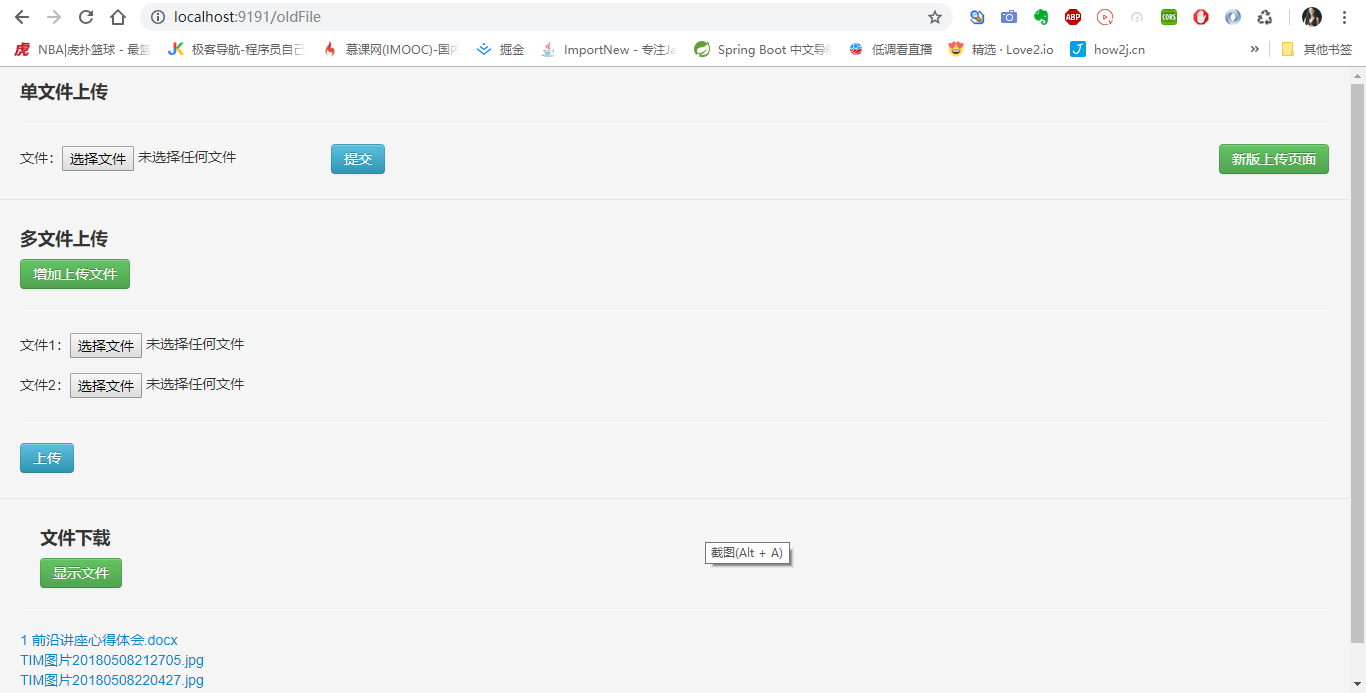 localhost:9191/oldFile
ABP
CORS
虎 NBA|虎扑篮球 - 最篮
JK 极客导航-程序员自己
慕课网(IMOOC)-国内
掘金
ImportNew - 专注Ja
Spring Boot 中文导航
低调看直播
精选 · Love2.io
how2j.cn
»
其他书签
单文件上传
文件： 选择文件 未选择任何文件 提交 新版上传页面
多文件上传
增加上传文件
文件1： 选择文件 未选择任何文件
文件2： 选择文件 未选择任何文件
上传
文件下载
截图(Alt + A)
显示文件
1 前沿讲座心得体会.docx
TIM图片20180508212705.jpg
TIM图片20180508220427.jpg